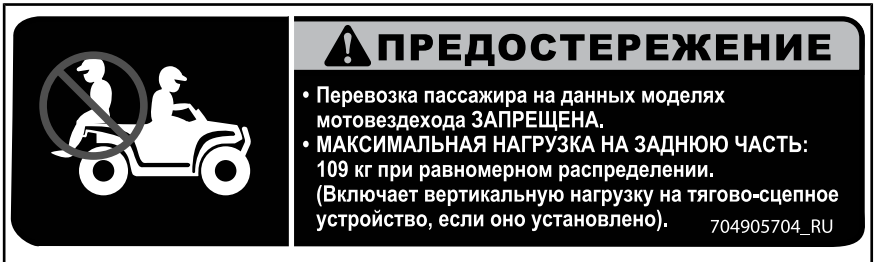 ПРЕДОСТЕРЕЖЕНИЕ
• Перевозка пассажира на данных моделях
мотовездехода ЗАПРЕЩЕНА.
• МАКСИМАЛЬНАЯ НАГРУЗКА НА ЗАДНЮЮ ЧАСТЬ:
109 кг при равномерном распределении.
(Включает вертикальную нагрузку на тягово-сцепное
устройство, если оно установлено).
704905704_RU